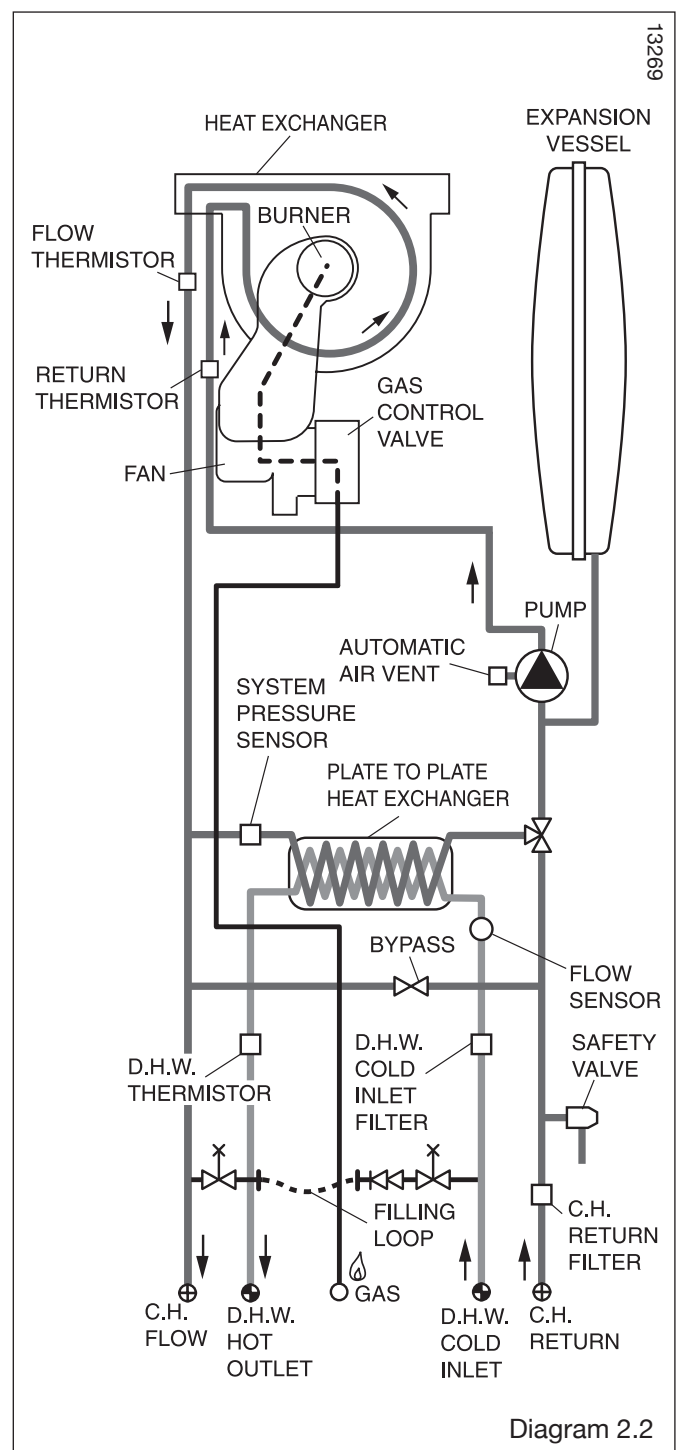 13269
HEAT EXCHANGER
EXPANSION
VESSEL
BURNER
FLOW
THERMISTOR
RETURN
THERMISTOR
GAS
CONTROL
VALVE
FAN
PUMP
AUTOMATIC
AIR VENT
SYSTEM
PRESSURE
SENSOR
PLATE TO PLATE
HEAT EXCHANGER
BYPASS
FLOW
SENSOR
D.H.W.
THERMISTOR
D.H.W.
COLD
INLET
FILTER
SAFETY
VALVE
FILLING
LOOP
C.H.
RETURN
FILTER
C.H.
FLOW
D.H.W.
HOT
OUTLET
GAS
D.H.W.
COLD
INLET
C.H.
RETURN
Diagram 2.2